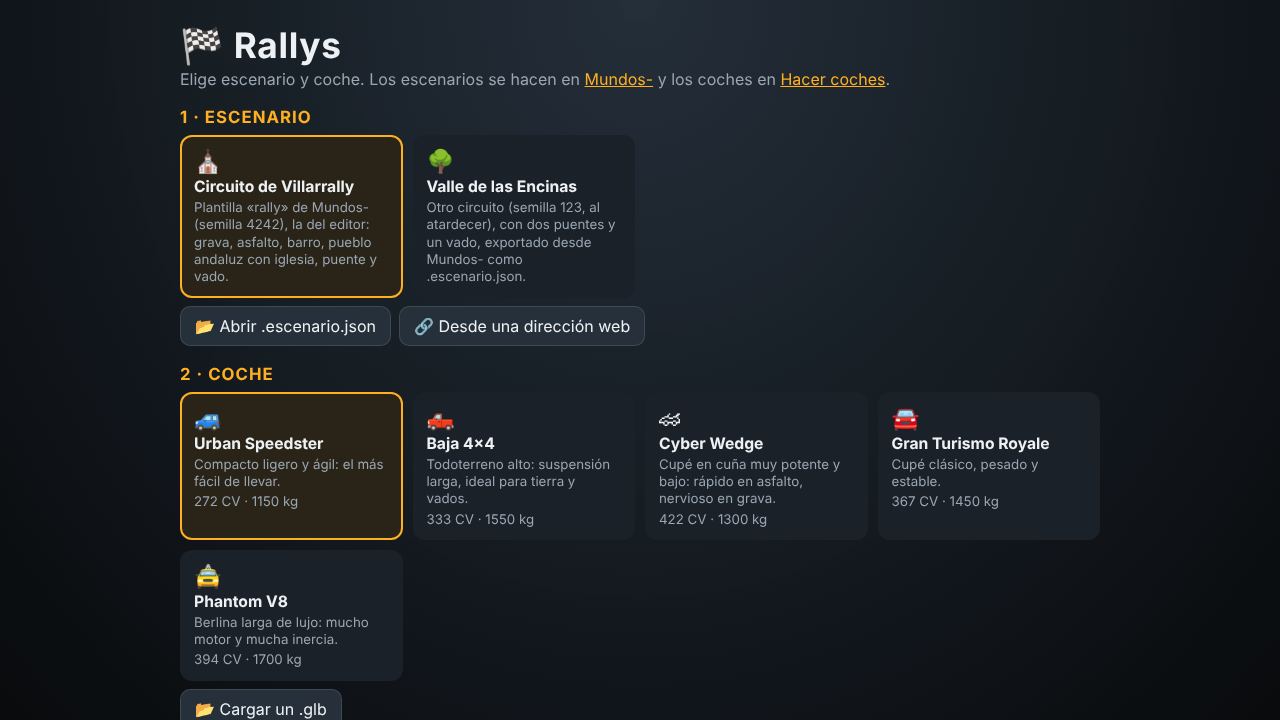 Rallys
Elige escenario y coche. Los escenarios se hacen en Mundos- y los coches en Hacer coches.
1 · ESCENARIO
Circuito de Villarrally
Plantilla «rally» de Mundos-
(semilla 4242), la del editor:
grava, asfalto, barro, pueblo
andaluz con iglesia, puente y
vado.
Valle de las Encinas
Otro circuito (semilla 123, al
atardecer), con dos puentes y
un vado, exportado desde
Mundos- como
.escenario.json.
Abrir .escenario.json
Desde una dirección web
2 · COCHE
Urban Speedster
Compacto ligero y ágil: el más
fácil de llevar.
272 CV · 1150 kg
Baja 4×4
Todoterreno alto: suspensión
larga, ideal para tierra y
vados.
333 CV · 1550 kg
Cyber Wedge
Cupé en cuña muy potente y
bajo: rápido en asfalto,
nervioso en grava.
422 CV · 1300 kg
Gran Turismo Royale
Cupé clásico, pesado y
estable.
367 CV · 1450 kg
Phantom V8
Berlina larga de lujo: mucho
motor y mucha inercia.
394 CV · 1700 kg
Cargar un .glb